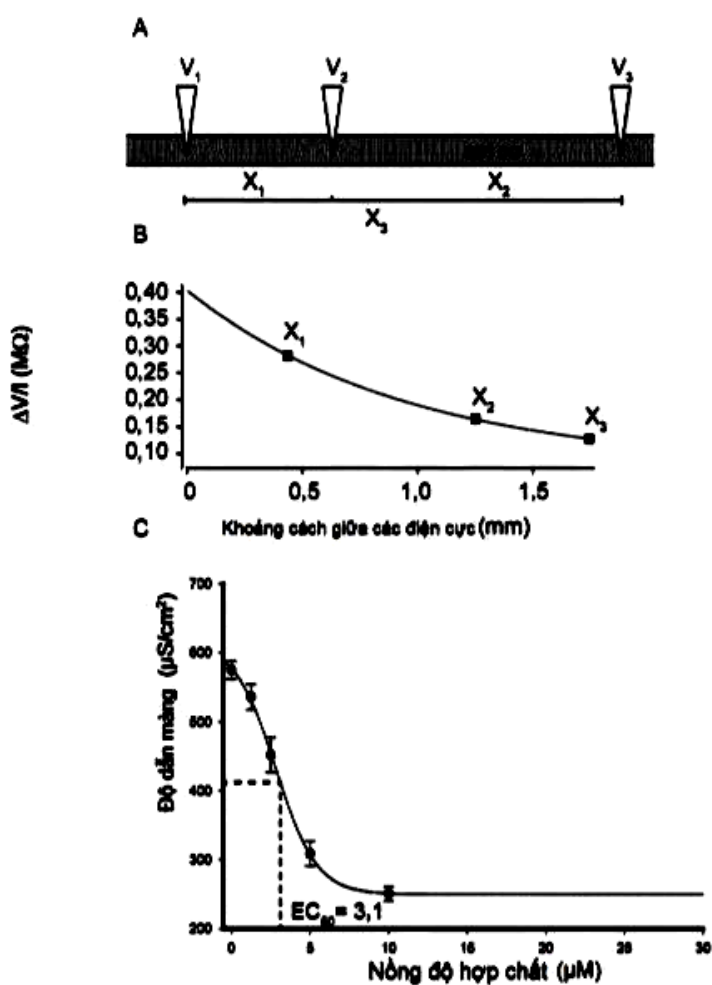 A
V₁ V₂ V₃
X₁ X₂
X₃
B
ΔV/I (MΩ)
0,40
0,35
0,30
0,25
0,20
0,15
0,10
X₁
X₂
X₃
0 0,5 1,0 1,5
Khoảng cách giữa các điện cực (mm)
C
Độ dẫn màng (µS/cm²)
700
600
500
400
300
200
EC₅₀ = 3,1
0 5 10 15 20 25 30
Nồng độ hợp chất (µM)